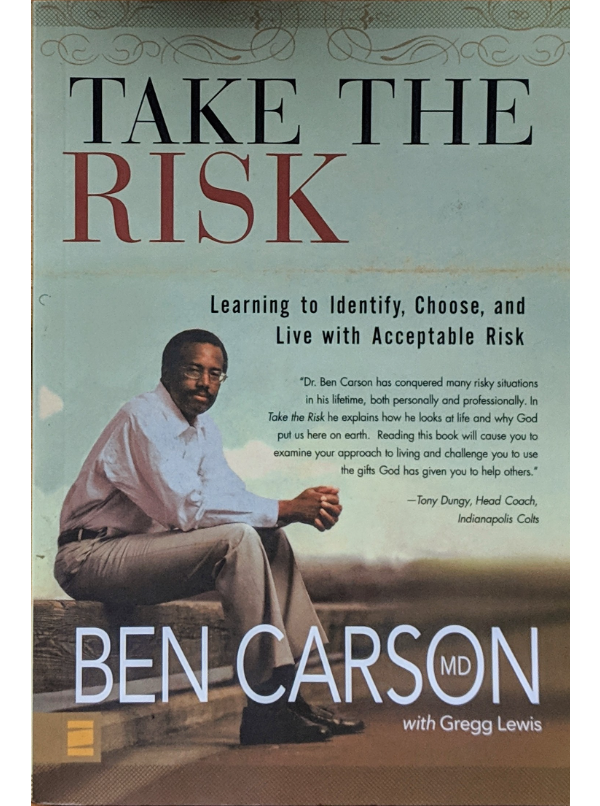 TAKE THE
RISK
Learning to Identify, Choose, and
Live with Acceptable Risk
"Dr. Ben Carson has conquered many risky situations
in his lifetime, both personally and professionally. In
Take the Risk he explains how he looks at life and why God
put us here on earth. Reading this book will cause you to
examine your approach to living and challenge you to use
the gifts God has given you to help others."
—Tony Dungy, Head Coach,
Indianapolis Colts
BEN CARSON
MD
with Gregg Lewis